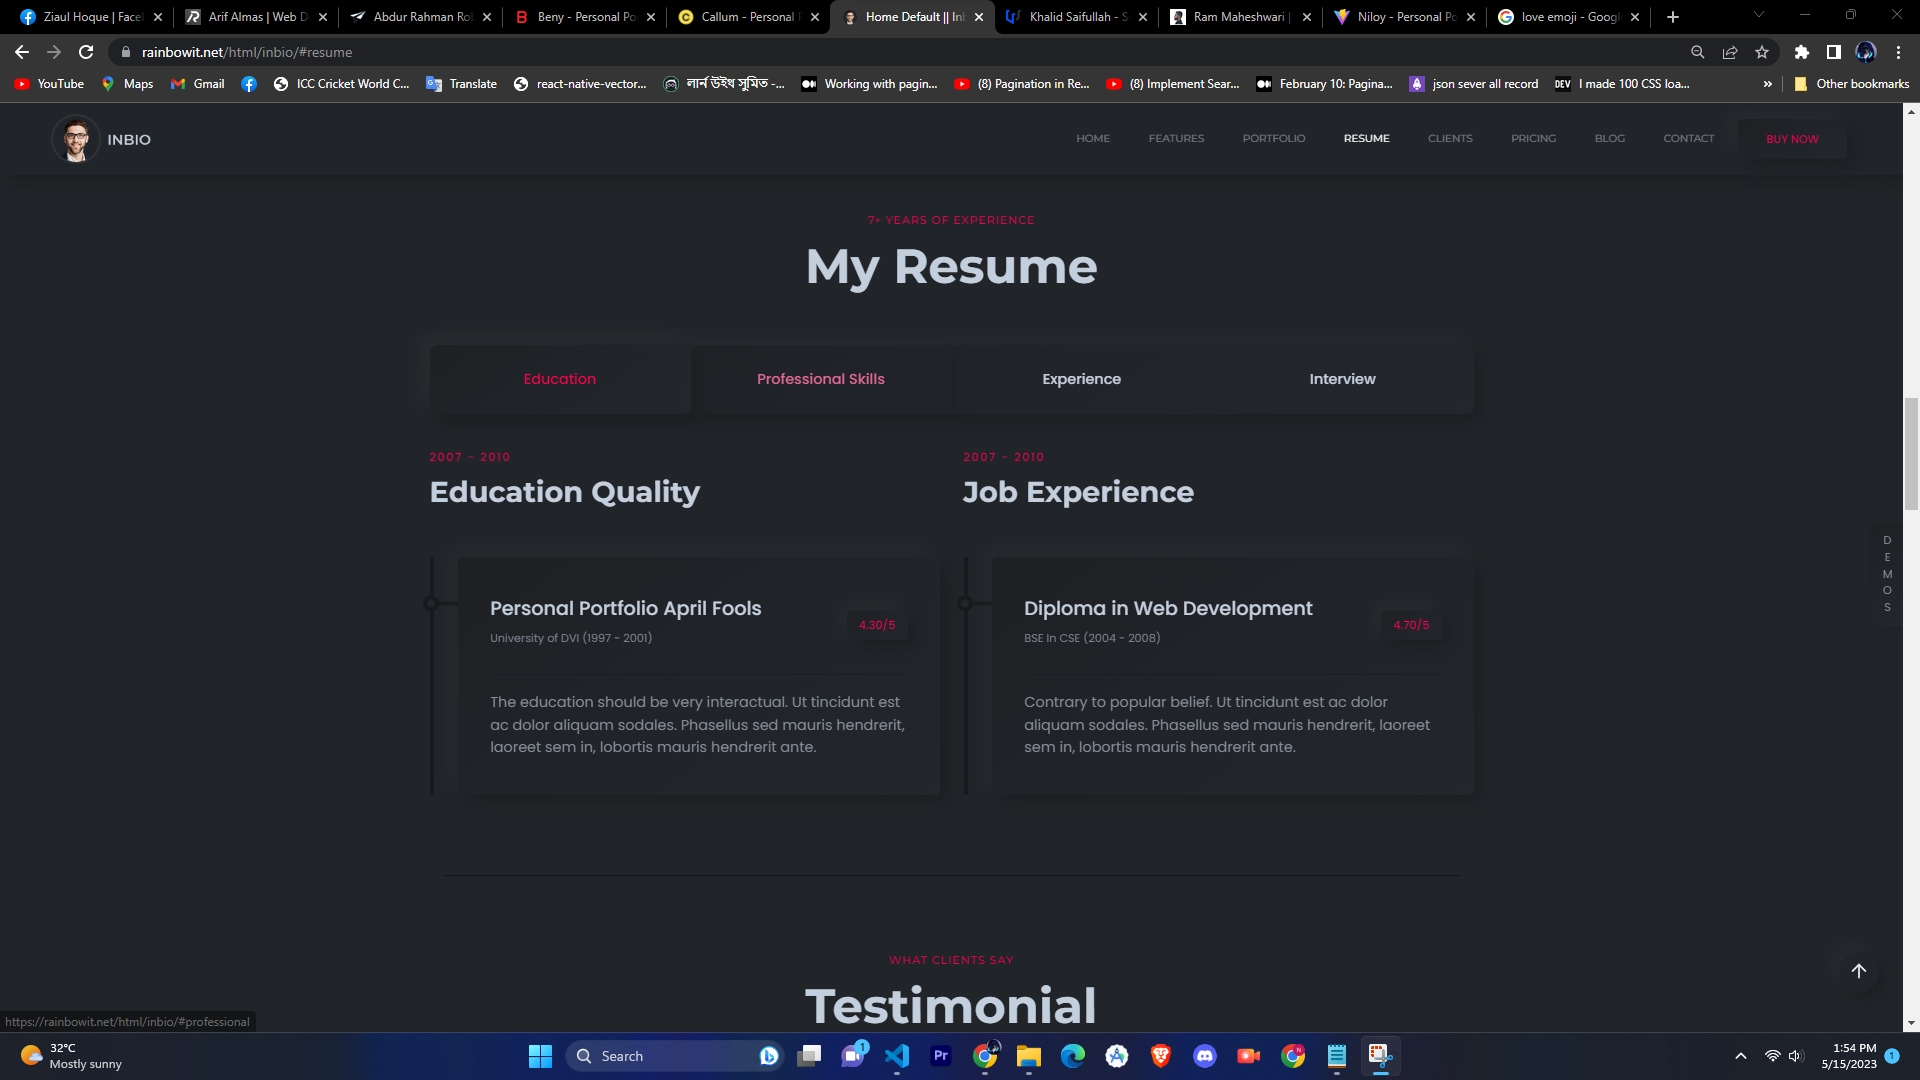 Ziaul Hoque | Face
Arif Almas | Web D
Abdur Rahman Ro
Beny - Personal Po
Callum - Personal
Home Default || In
Khalid Saifullah - S
Ram Maheshwari |
Niloy - Personal Po
love emoji - Googl
rainbowit.net/html/inbio/#resume
YouTube
Maps
Gmail
ICC Cricket World C...
Translate
react-native-vector...
লার্ন উইথ সুমিত -...
Working with pagin...
(8) Pagination in Re...
(8) Implement Sear...
February 10: Pagina...
json sever all record
DEV
I made 100 CSS loa...
»
Other bookmarks
INBIO
HOME
FEATURES
PORTFOLIO
RESUME
CLIENTS
PRICING
BLOG
CONTACT
BUY NOW
7+ YEARS OF EXPERIENCE
My Resume
Education
Professional Skills
Experience
Interview
2007 - 2010
Education Quality
2007 - 2010
Job Experience
Personal Portfolio April Fools
University of DVI (1997 - 2001)
4.30/5
The education should be very interactual. Ut tincidunt est
ac dolor aliquam sodales. Phasellus sed mauris hendrerit,
laoreet sem in, lobortis mauris hendrerit ante.
Diploma in Web Development
BSE In CSE (2004 - 2008)
4.70/5
Contrary to popular belief. Ut tincidunt est ac dolor
aliquam sodales. Phasellus sed mauris hendrerit, laoreet
sem in, lobortis mauris hendrerit ante.
DEMOS
WHAT CLIENTS SAY
Testimonial
https://rainbowit.net/html/inbio/#professional
32°C
Mostly sunny
Search
1
Pr
1:54 PM
5/15/2023
1